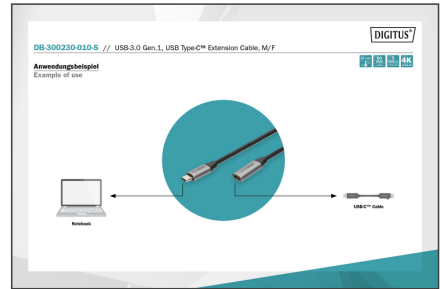 DIGITUS®
DB-300230-010-S // USB-3.0 Gen.1, USB Type-C™ Extension Cable, M/F
Anwendungsbeispiel
Example of use
4K
Notebook
USB-C™ Cable